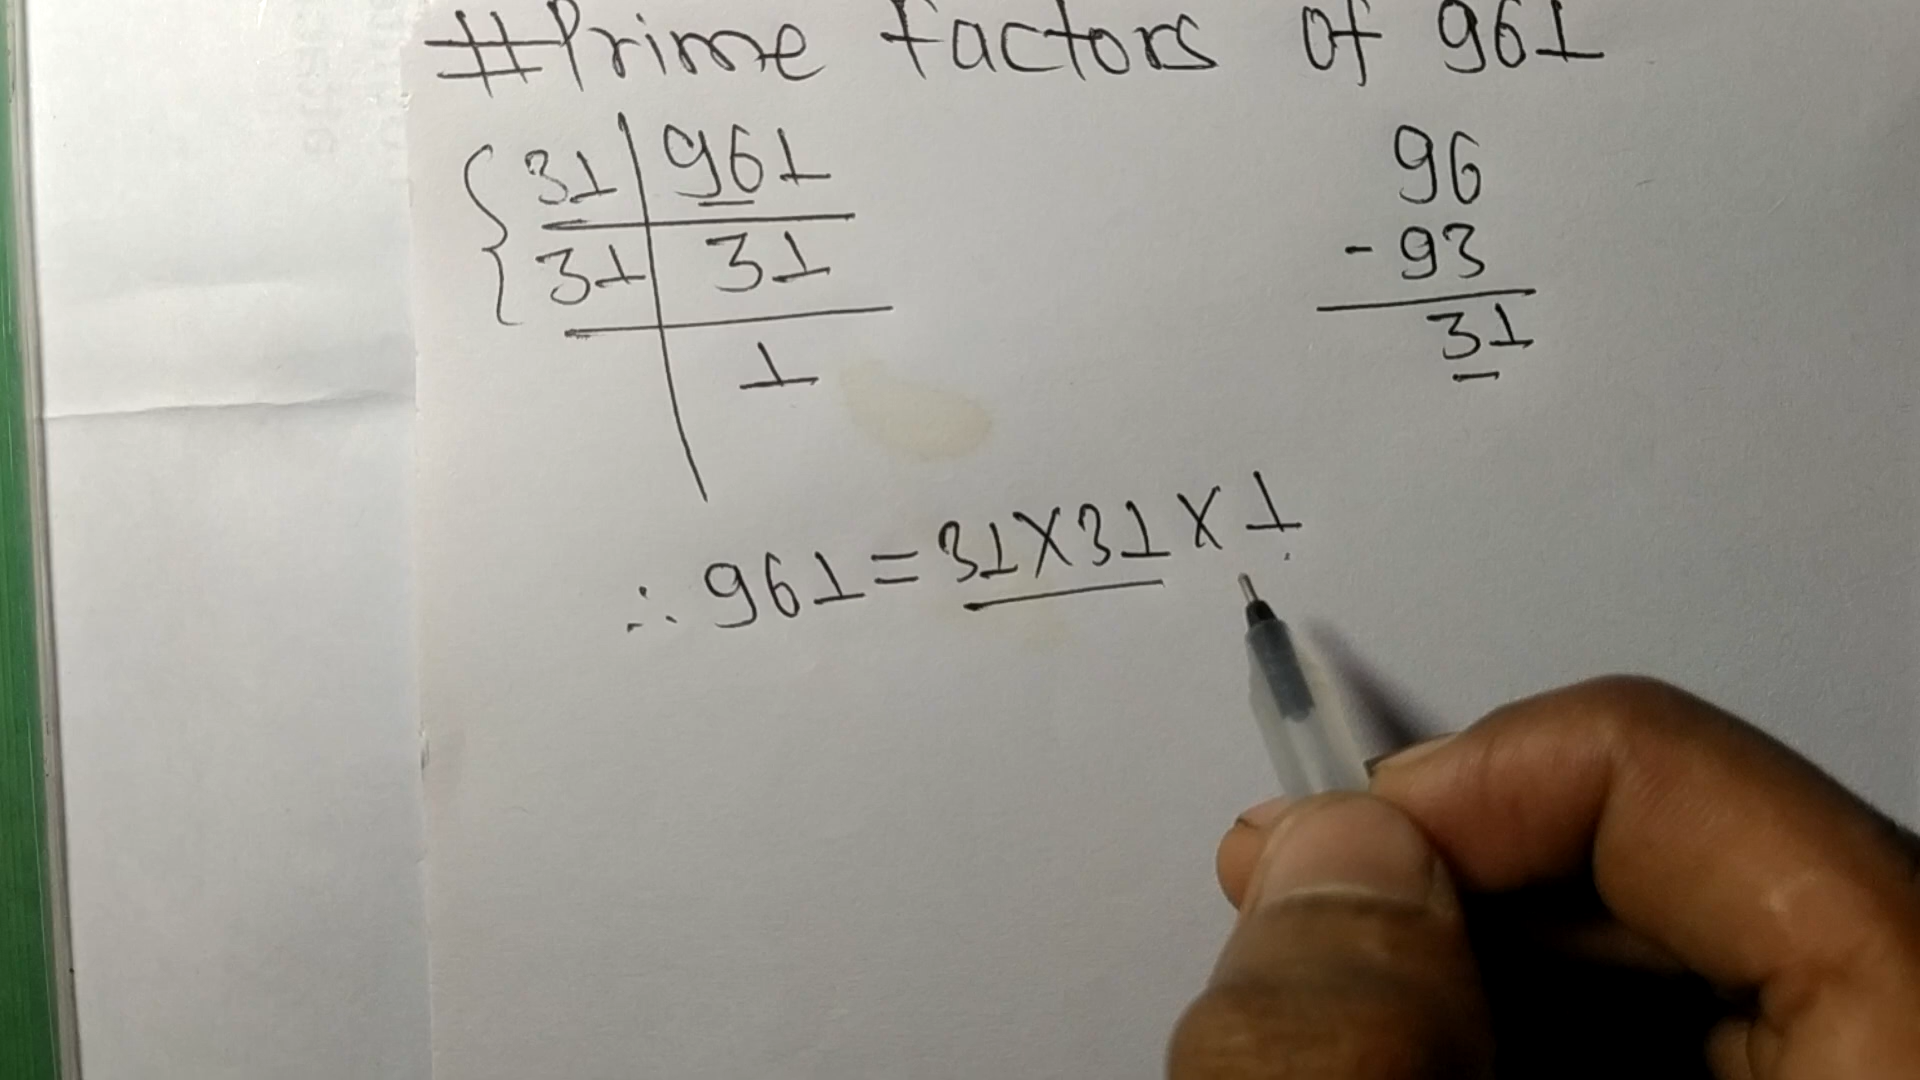 #Prime factors of 961
31 | 961
31 | 31
1
96
- 93
31
∴ 961 = 31 X 31 X 1